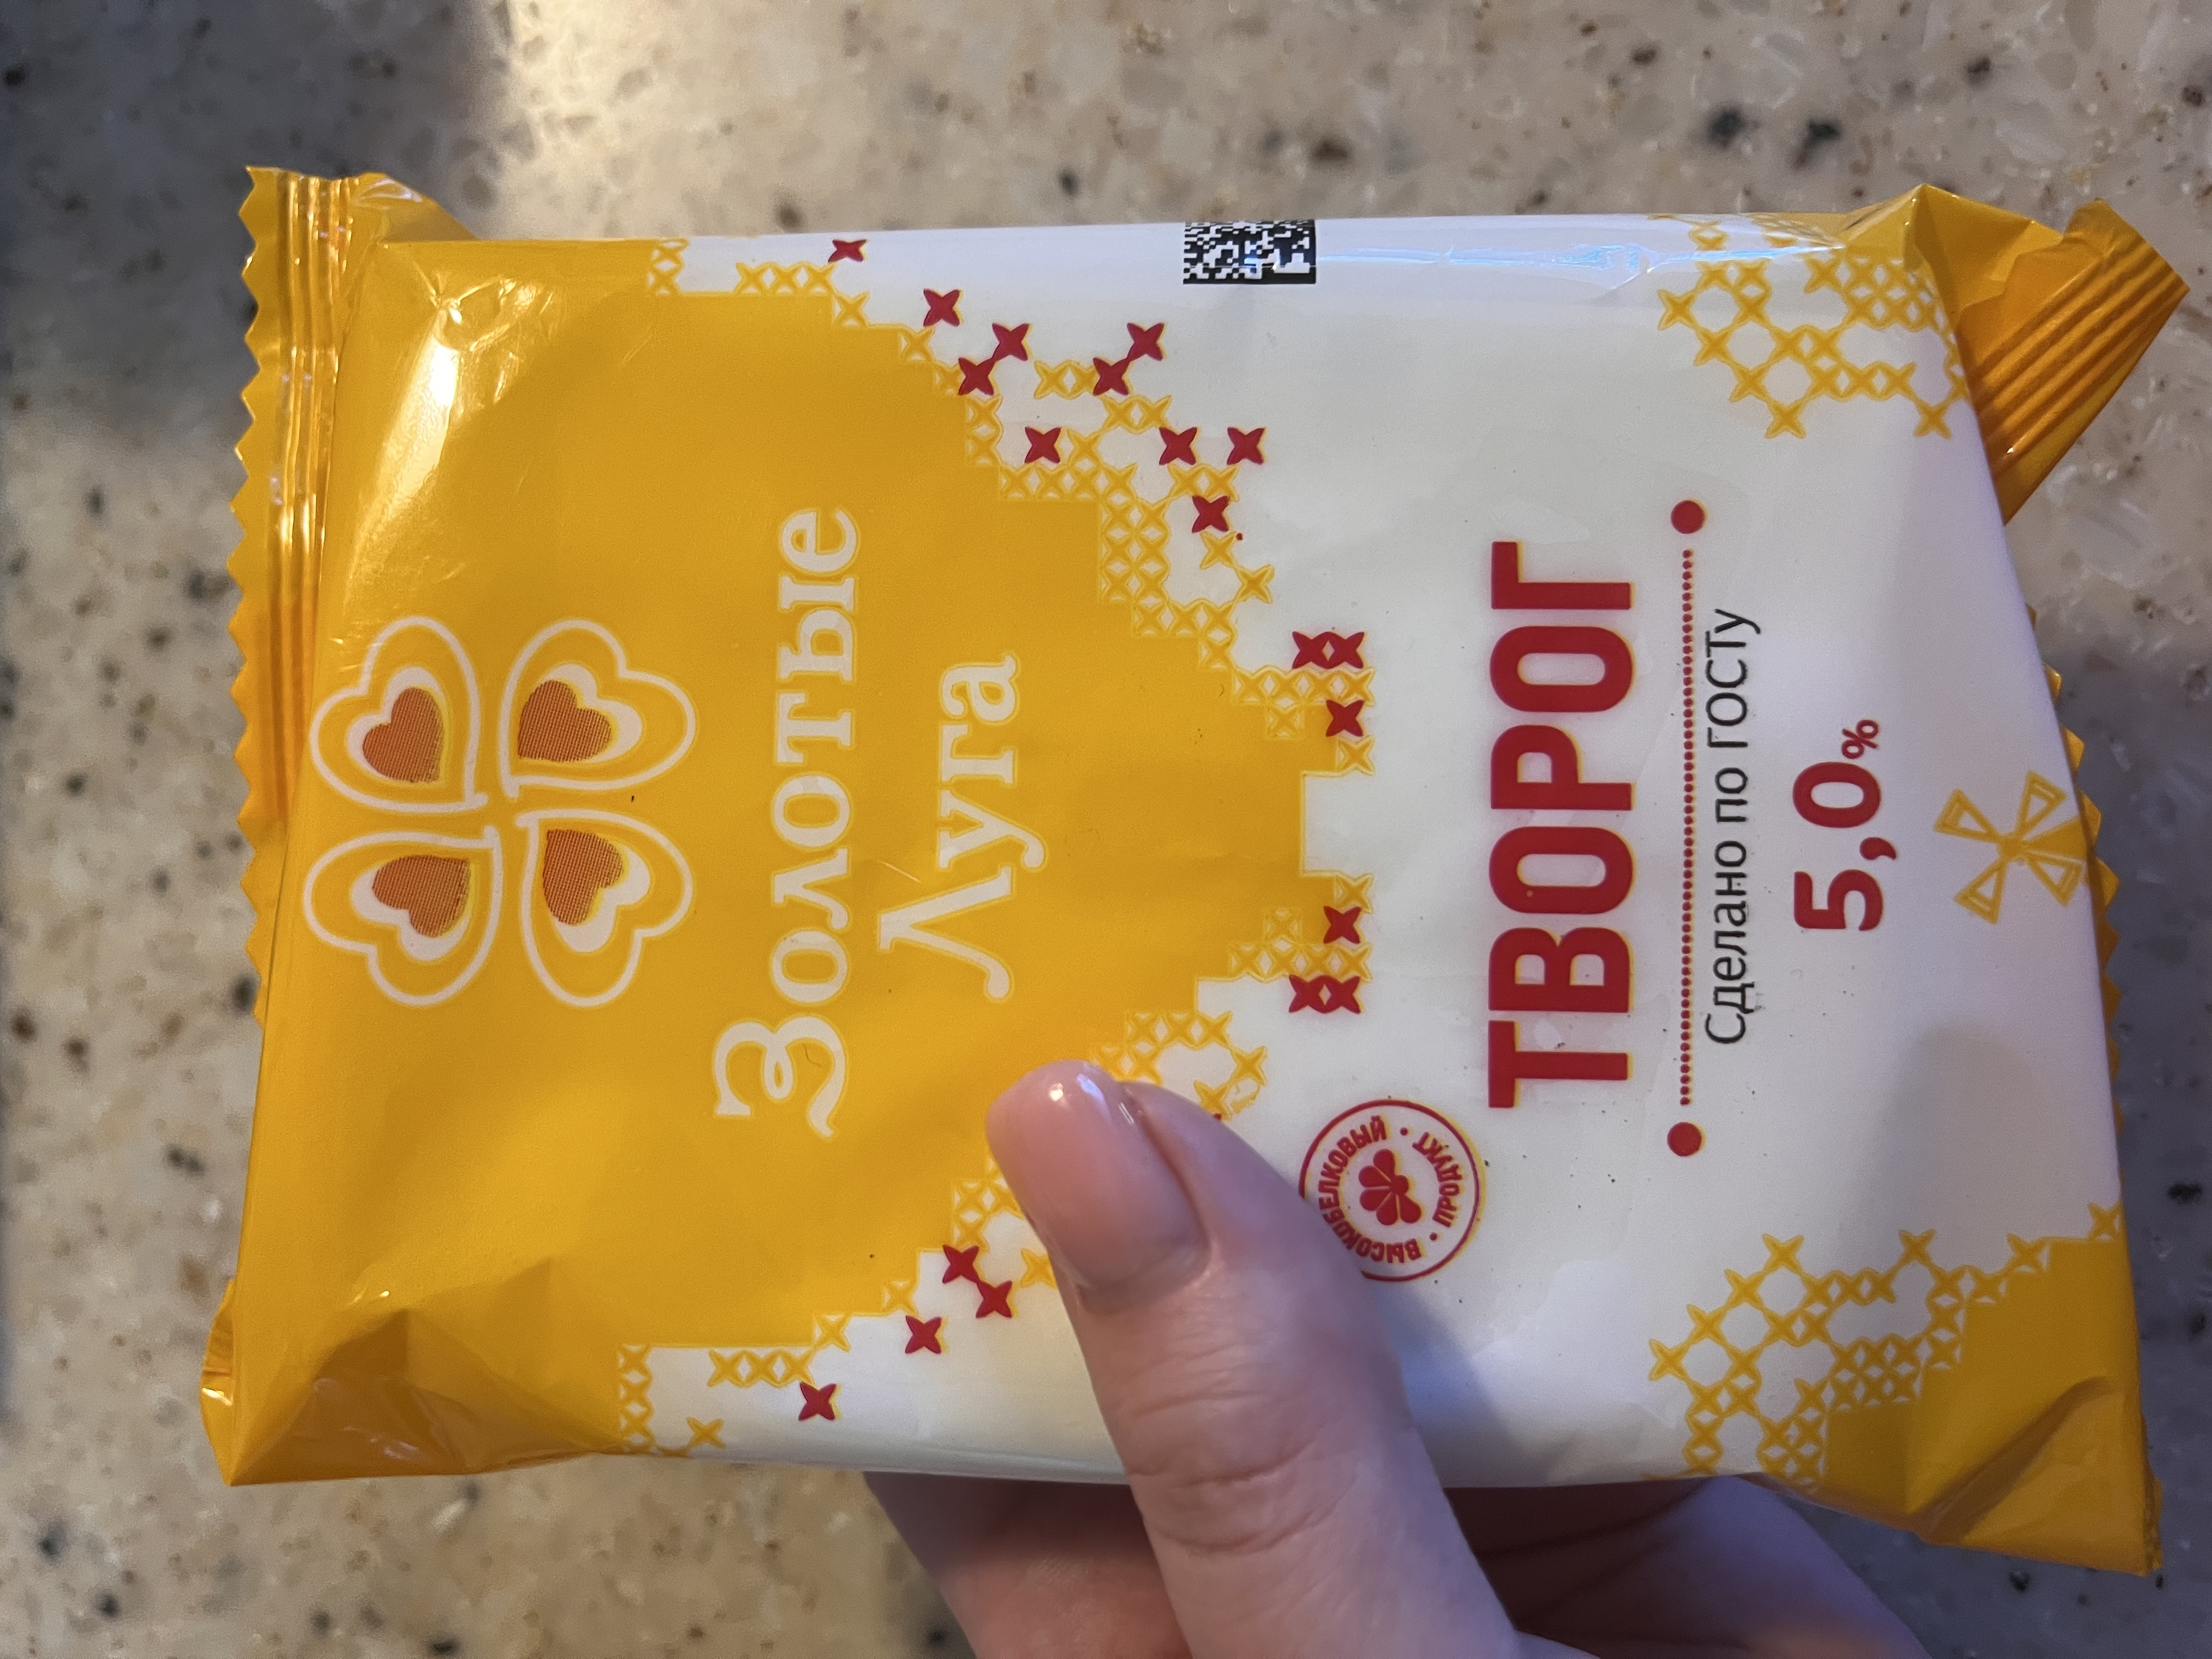 Золотые
Луга
ВЫСОКОБЕЛКОВЫЙ • ПРОДУКТ •
ТВОРОГ
Сделано по ГОСТу
5,0%